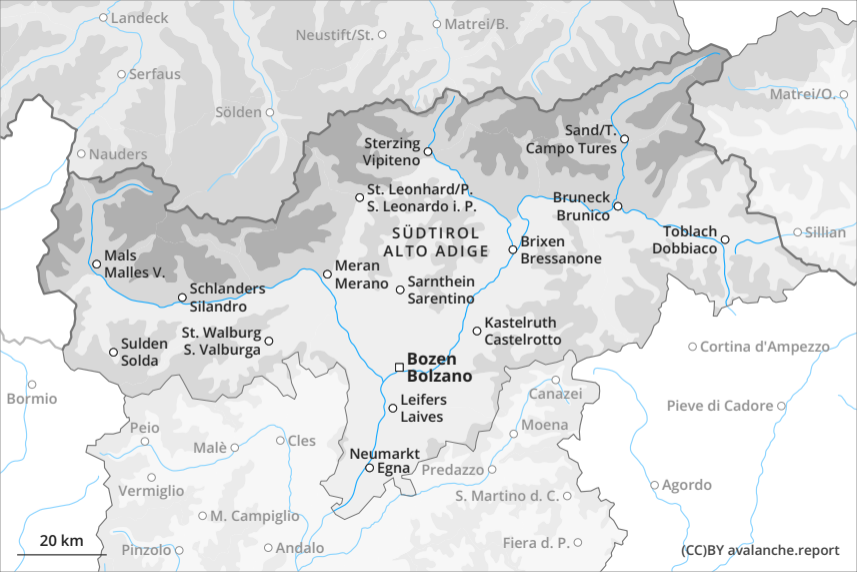 Landeck
Matrei/B.
Neustift/St.
Serfaus
Matrei/O.
Sölden
Sand/T.
Campo Tures
Sterzing
Vipiteno
Nauders
St. Leonhard/P.
S. Leonardo i. P.
Bruneck
Brunico
SÜDTIROL
ALTO ADIGE
Toblach
Dobbiaco
Sillian
Brixen
Bressanone
Mals
Malles V.
Meran
Merano
Schlanders
Silandro
Sarnthein
Sarentino
Kastelruth
Castelrotto
St. Walburg
S. Valburga
Sulden
Solda
Cortina d'Ampezzo
Bozen
Bolzano
Bormio
Canazei
Leifers
Laives
Pieve di Cadore
Peio
Moena
Malè
Cles
Neumarkt
Egna
Predazzo
Vermiglio
Agordo
S. Martino d. C.
M. Campiglio
Fiera d. P.
20 km
Pinzolo
Andalo
(CC)BY avalanche.report